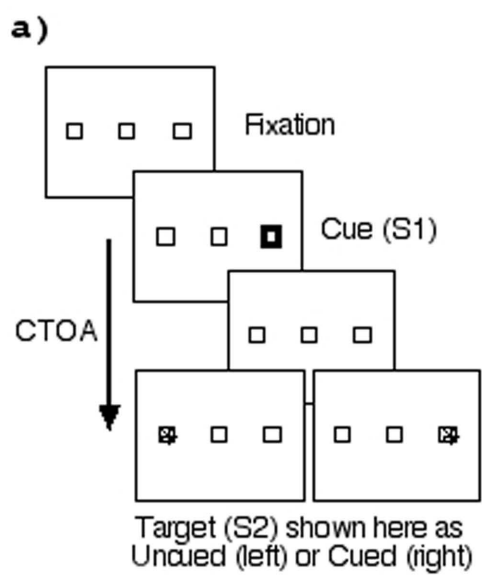 a)
Fixation
Cue (S1)
CTOA
Target (S2) shown here as
Uncued (left) or Cued (right)